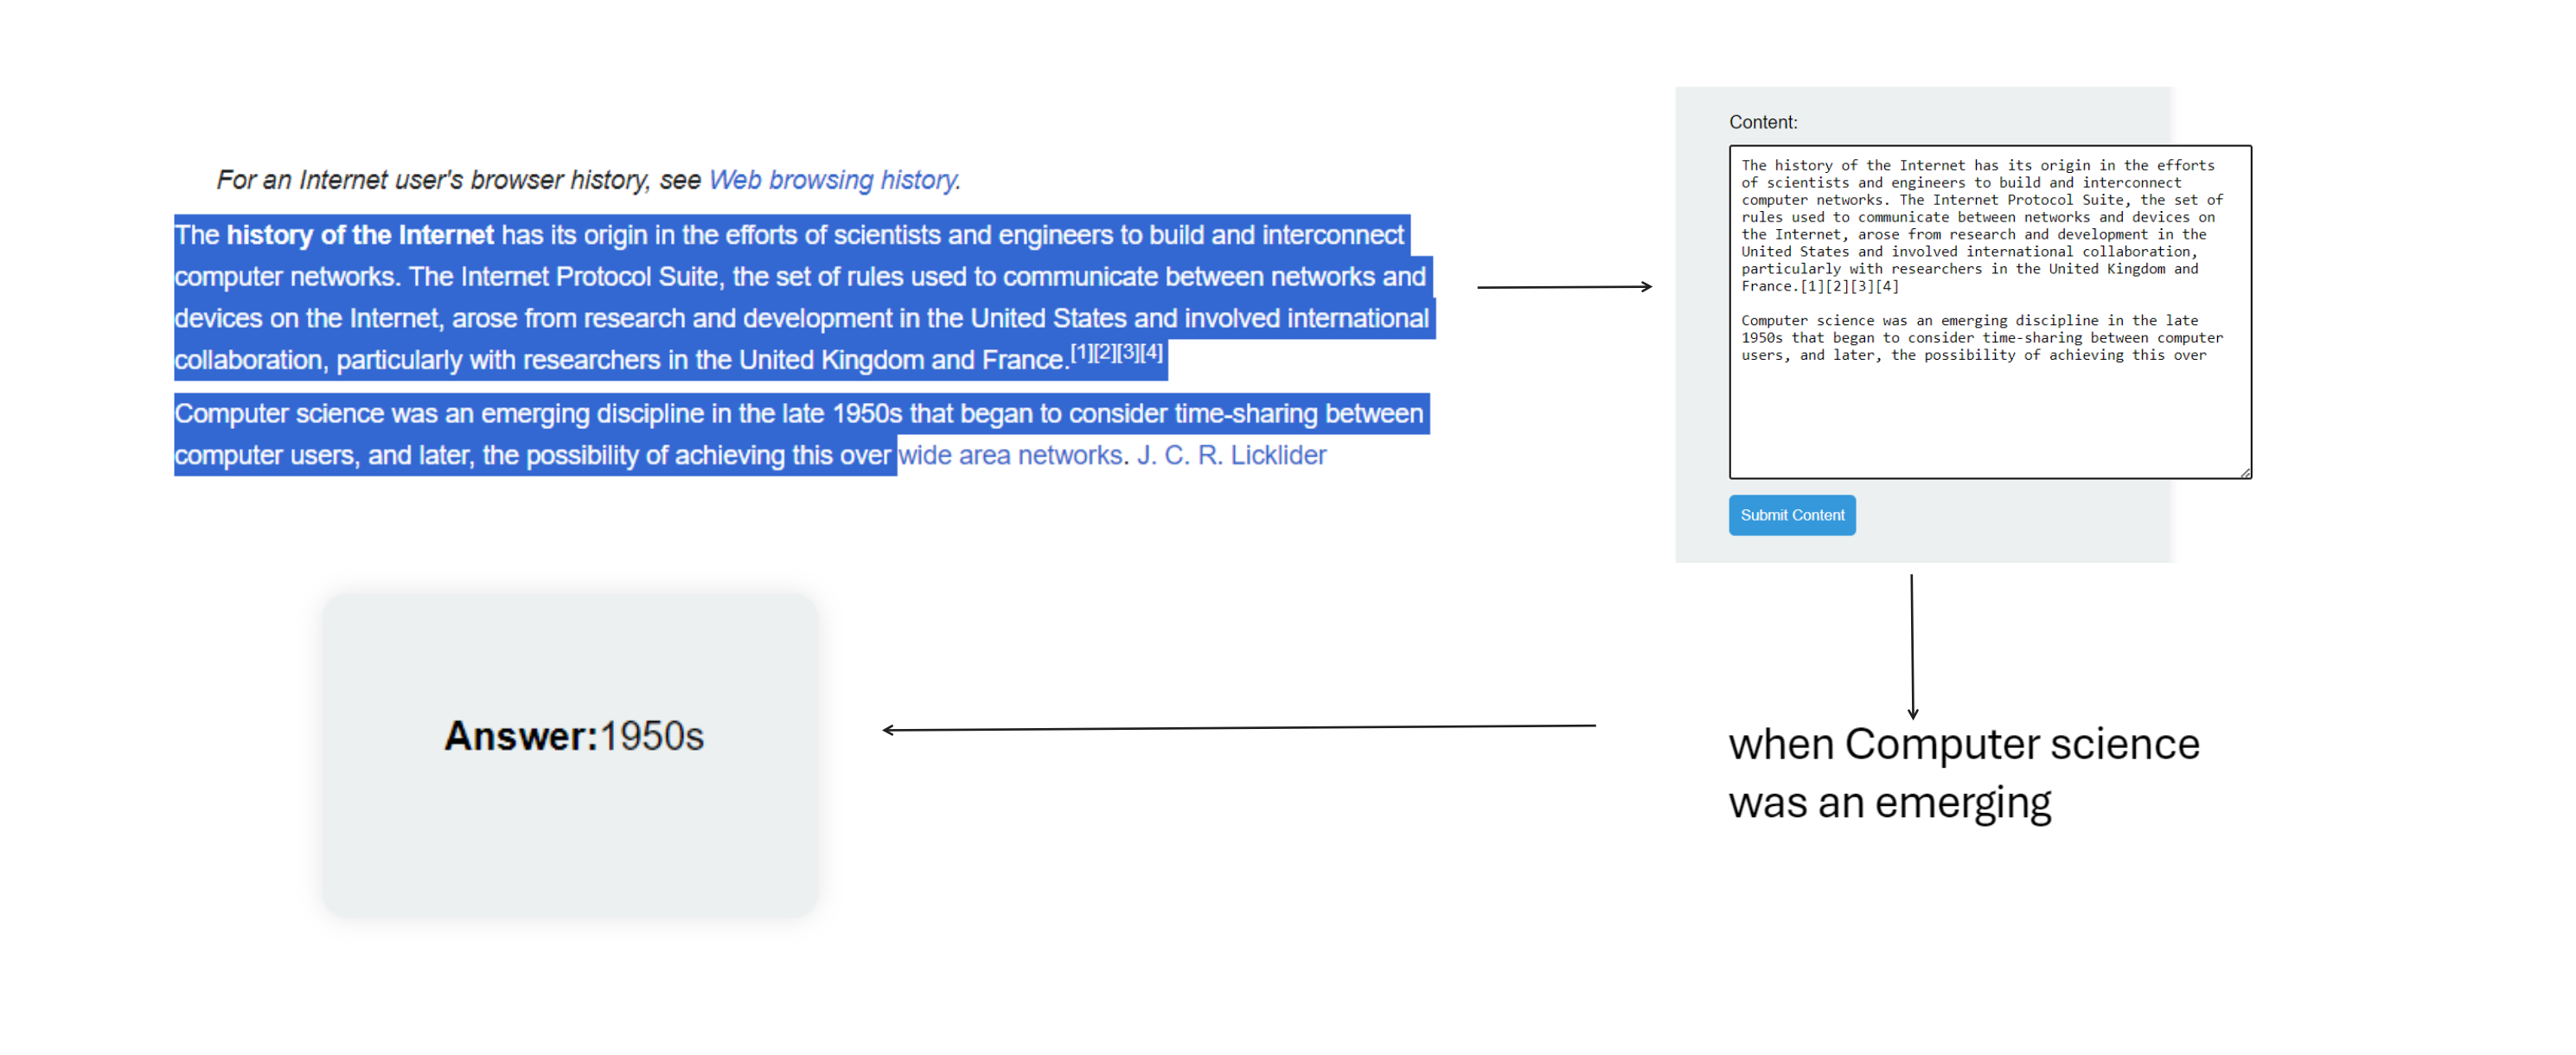 For an Internet user's browser history, see Web browsing history.
The history of the Internet has its origin in the efforts of scientists and engineers to build and interconnect
computer networks. The Internet Protocol Suite, the set of rules used to communicate between networks and
devices on the Internet, arose from research and development in the United States and involved international
collaboration, particularly with researchers in the United Kingdom and France.[1][2][3][4]
Computer science was an emerging discipline in the late 1950s that began to consider time-sharing between
computer users, and later, the possibility of achieving this over wide area networks. J. C. R. Licklider
Content:
The history of the Internet has its origin in the efforts
of scientists and engineers to build and interconnect
computer networks. The Internet Protocol Suite, the set of
rules used to communicate between networks and devices on
the Internet, arose from research and development in the
United States and involved international collaboration,
particularly with researchers in the United Kingdom and
France.[1][2][3][4]
Computer science was an emerging discipline in the late
1950s that began to consider time-sharing between computer
users, and later, the possibility of achieving this over
Submit Content
when Computer science
was an emerging
Answer:1950s